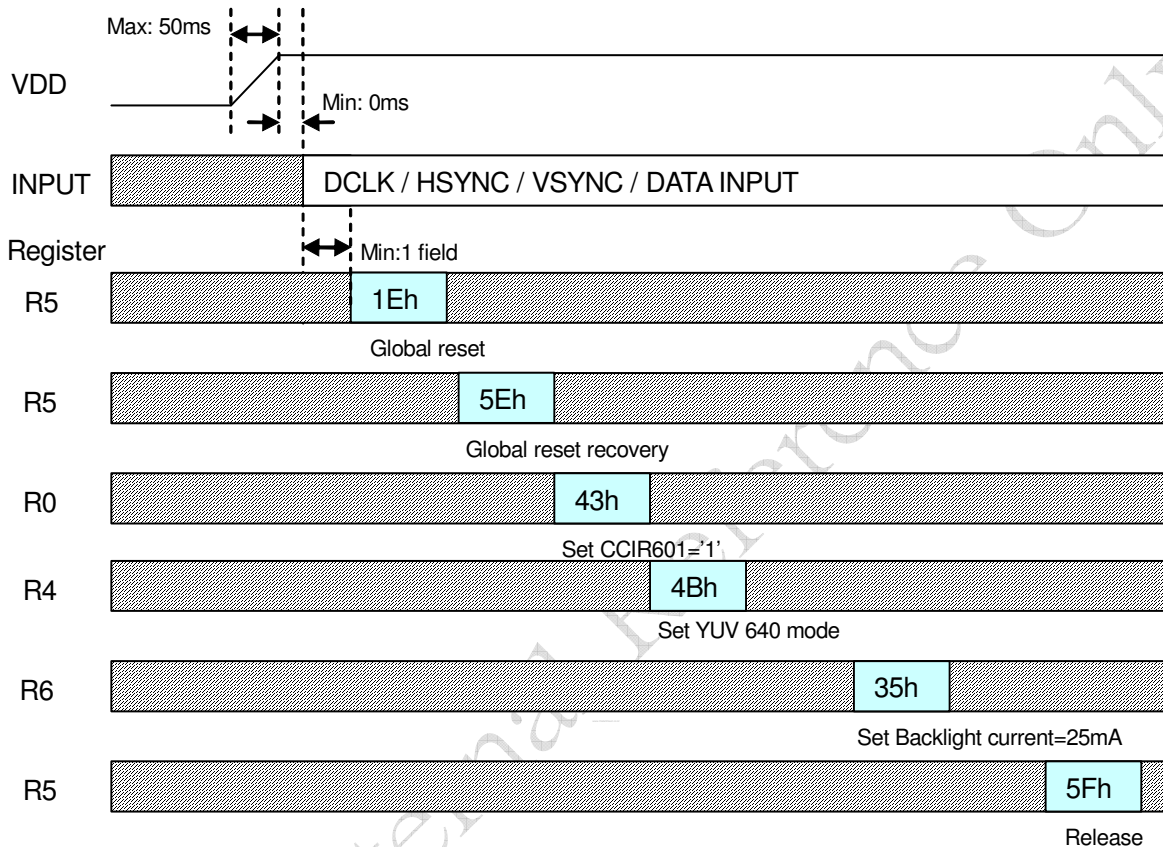 Max: 50ms
VDD
Min: 0ms
INPUT
DCLK / HSYNC / VSYNC / DATA INPUT
Register
Min:1 field
R5
1Eh
Global reset
R5
5Eh
Global reset recovery
R0
43h
Set CCIR601='1'
R4
4Bh
Set YUV 640 mode
R6
35h
Set Backlight current=25mA
R5
5Fh
Release